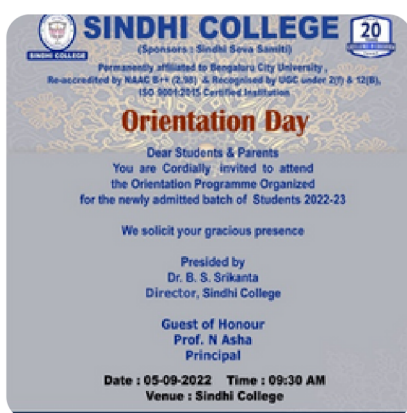 SINDHI COLLEGE
20
SINDHI COLLEGE
(Sponsors : Sindhi Seva Samiti)
Permanently affiliated to Bengaluru City University ,
Re-accredited by NAAC B++ (2.98) & Recognised by UGC under 2(f) & 12(B),
ISO 9001:2015 Certified Institution
Orientation Day
Dear Students & Parents
You are Cordially invited to attend
the Orientation Programme Organized
for the newly admitted batch of Students 2022-23
We solicit your gracious presence
Presided by
Dr. B. S. Srikanta
Director, Sindhi College
Guest of Honour
Prof. N Asha
Principal
Date : 05-09-2022 Time : 09:30 AM
Venue : Sindhi College